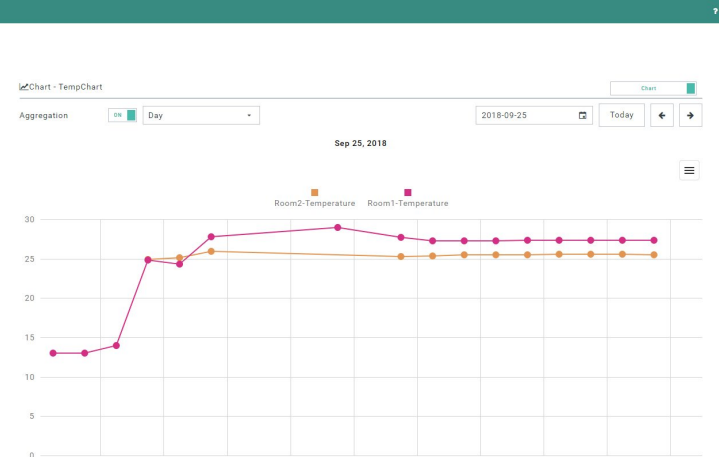 ?
Chart - TempChart
Chart
Aggregation
ON
Day
2018-09-25
Today
Sep 25, 2018
Room2-Temperature
Room1-Temperature
30
25
20
15
10
5
0